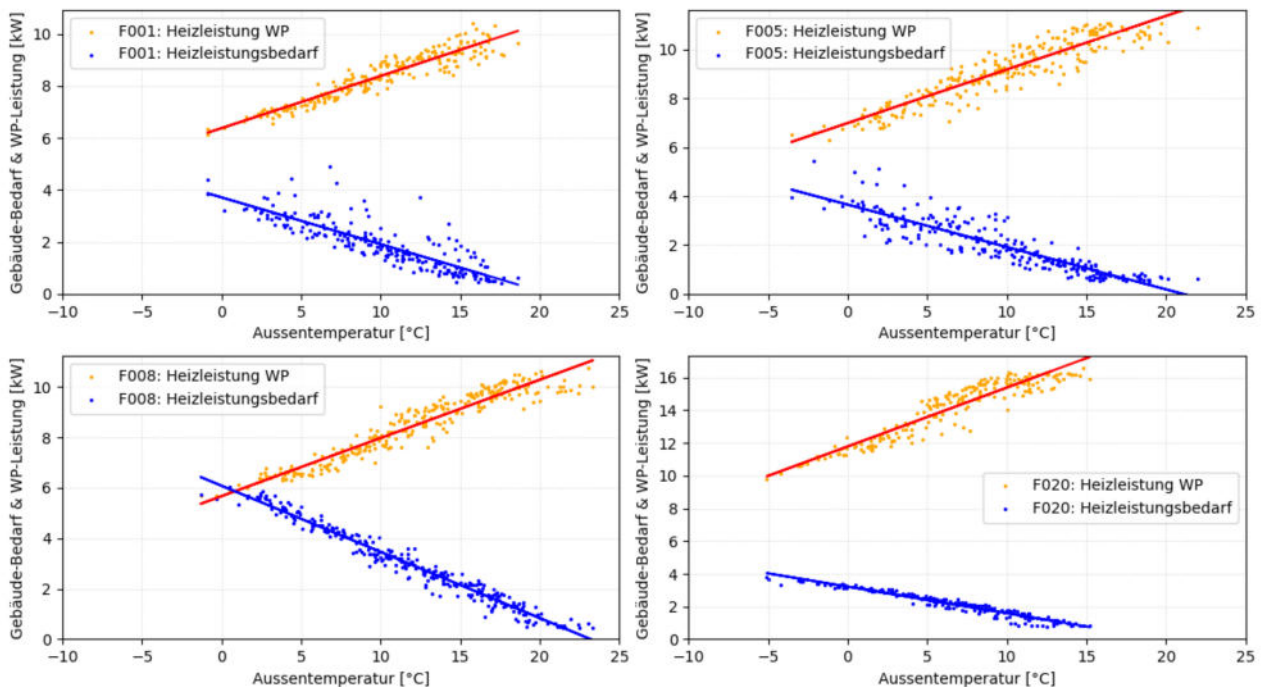 Gebäude-Bedarf & WP-Leistung [kW]
10
8
6
4
2
0
F001: Heizleistung WP
F001: Heizleistungsbedarf
−10 −5 0 5 10 15 20 25
Aussentemperatur [°C]
Gebäude-Bedarf & WP-Leistung [kW]
10
8
6
4
2
0
F005: Heizleistung WP
F005: Heizleistungsbedarf
−10 −5 0 5 10 15 20 25
Aussentemperatur [°C]
Gebäude-Bedarf & WP-Leistung [kW]
10
8
6
4
2
0
F008: Heizleistung WP
F008: Heizleistungsbedarf
−10 −5 0 5 10 15 20 25
Aussentemperatur [°C]
Gebäude-Bedarf & WP-Leistung [kW]
16
14
12
10
8
6
4
2
0
F020: Heizleistung WP
F020: Heizleistungsbedarf
−10 −5 0 5 10 15 20 25
Aussentemperatur [°C]